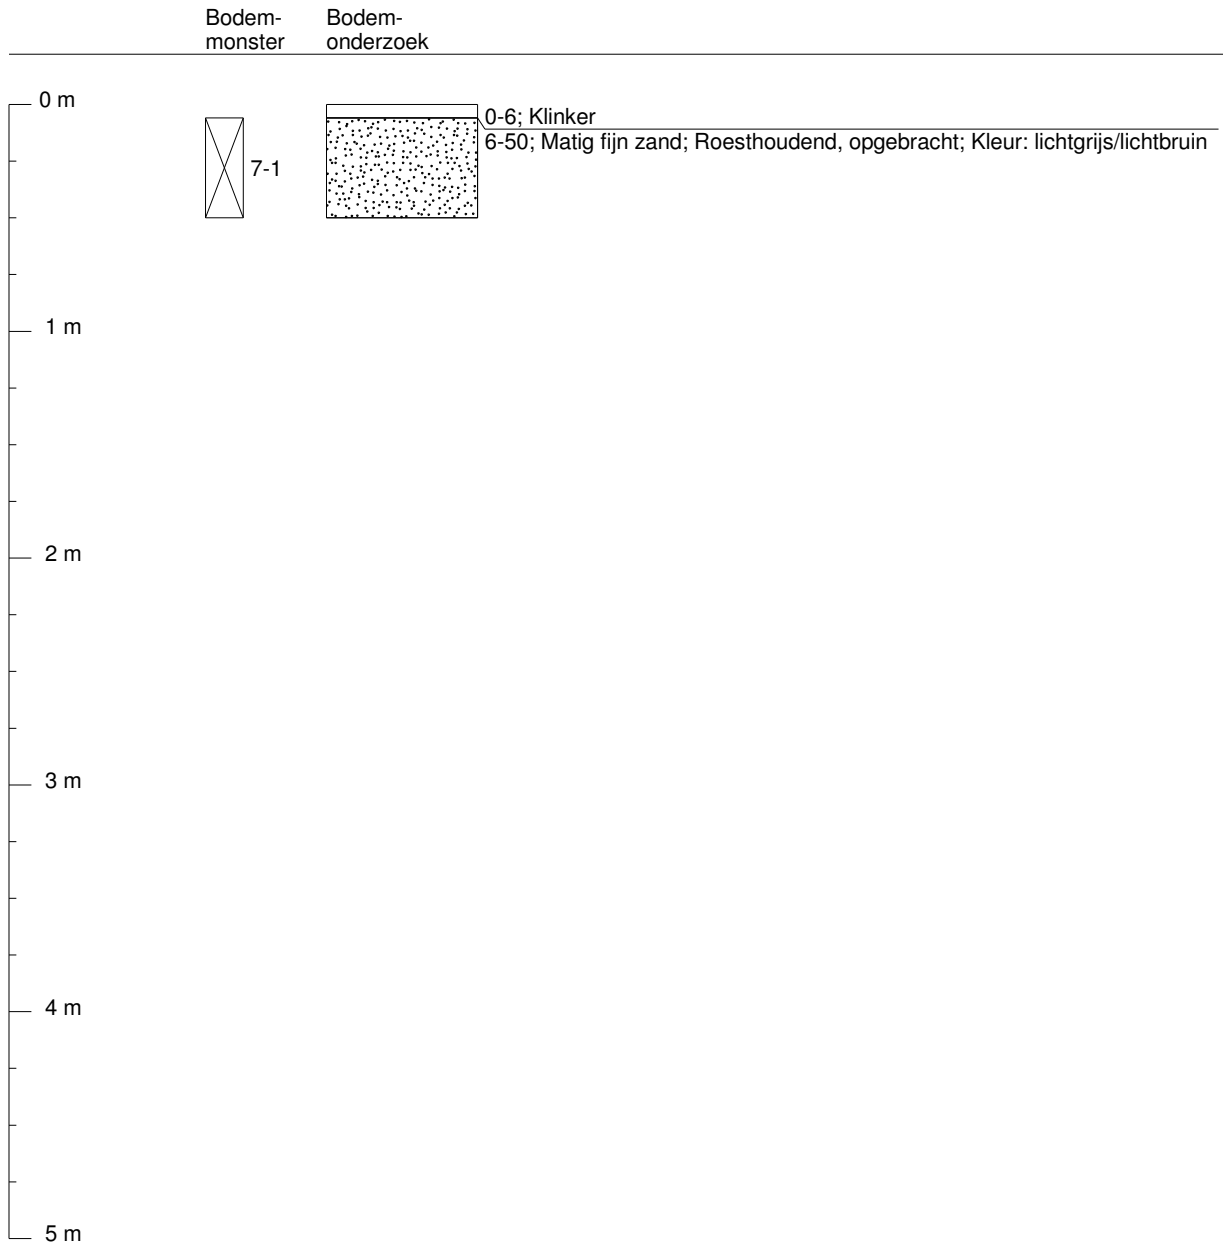 Bodem-
monster
Bodem-
onderzoek
0 m
0-6; Klinker
6-50; Matig fijn zand; Roesthoudend, opgebracht; Kleur: lichtgrijs/lichtbruin
7-1
1 m
2 m
3 m
4 m
5 m